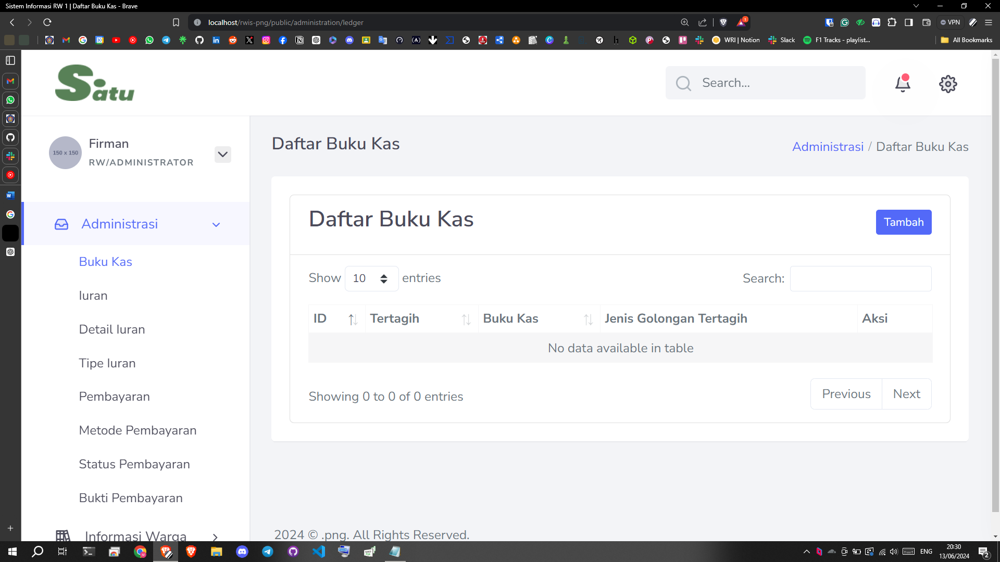 Sistem Informasi RW 1 | Daftar Buku Kas - Brave
localhost/rwis-png/public/administration/ledger
1
VPN
WRI | Notion
Slack
F1 Tracks - playlist...
All Bookmarks
Satu
Search...
150 x 150
Firman
RW/ADMINISTRATOR
Administrasi
Buku Kas
Iuran
Detail Iuran
Tipe Iuran
Pembayaran
Metode Pembayaran
Status Pembayaran
Bukti Pembayaran
Informasi Warga
Daftar Buku Kas
Administrasi / Daftar Buku Kas
Daftar Buku Kas
Tambah
Show 10 entries
Search:
ID Tertagih Buku Kas Jenis Golongan Tertagih Aksi
No data available in table
Showing 0 to 0 of 0 entries
Previous Next
2024 © .png. All Rights Reserved.
ENG
20:30
13/06/2024
2